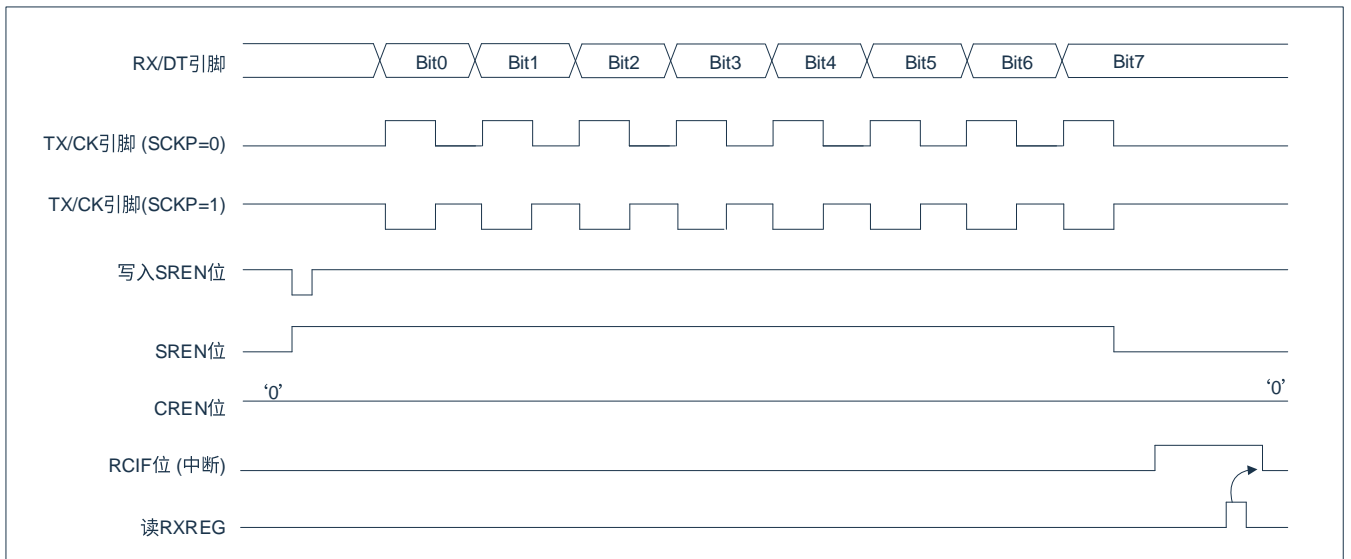 RX/DT引脚 Bit0 Bit1 Bit2 Bit3 Bit4 Bit5 Bit6 Bit7
TX/CK引脚 (SCKP=0)
TX/CK引脚(SCKP=1)
写入SREN位
SREN位
‘0’ ‘0’
CREN位
RCIF位 (中断)
读RXREG